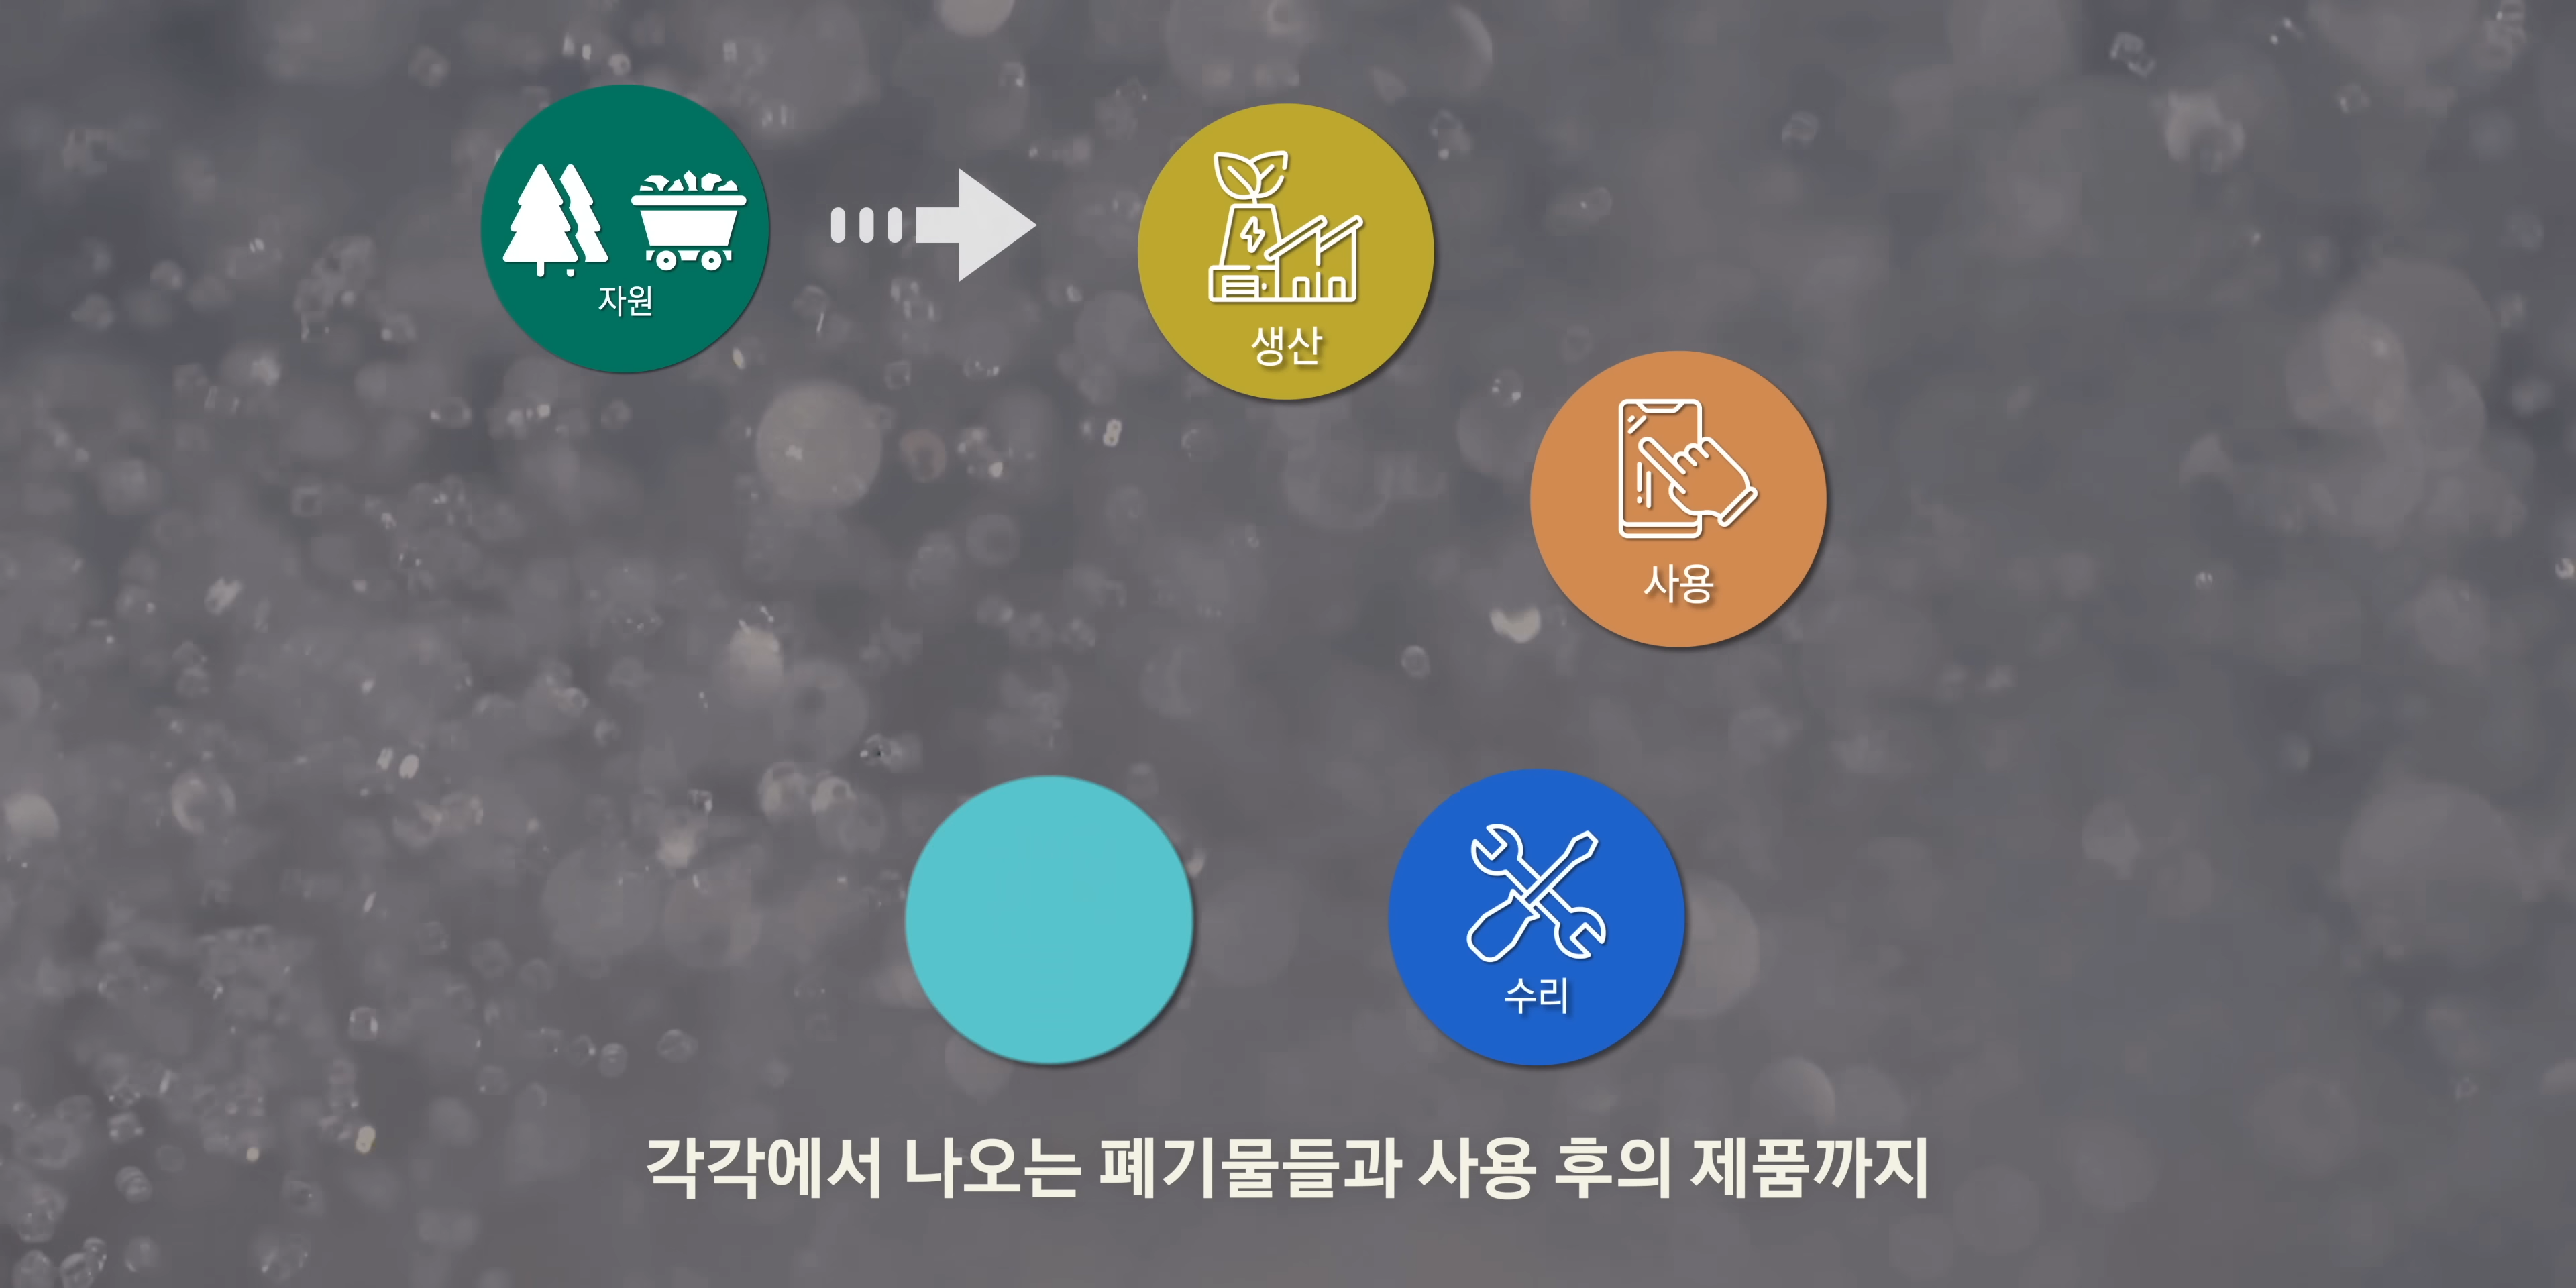 자원
생산
사용
수리
각각에서 나오는 폐기물들과 사용 후의 제품까지